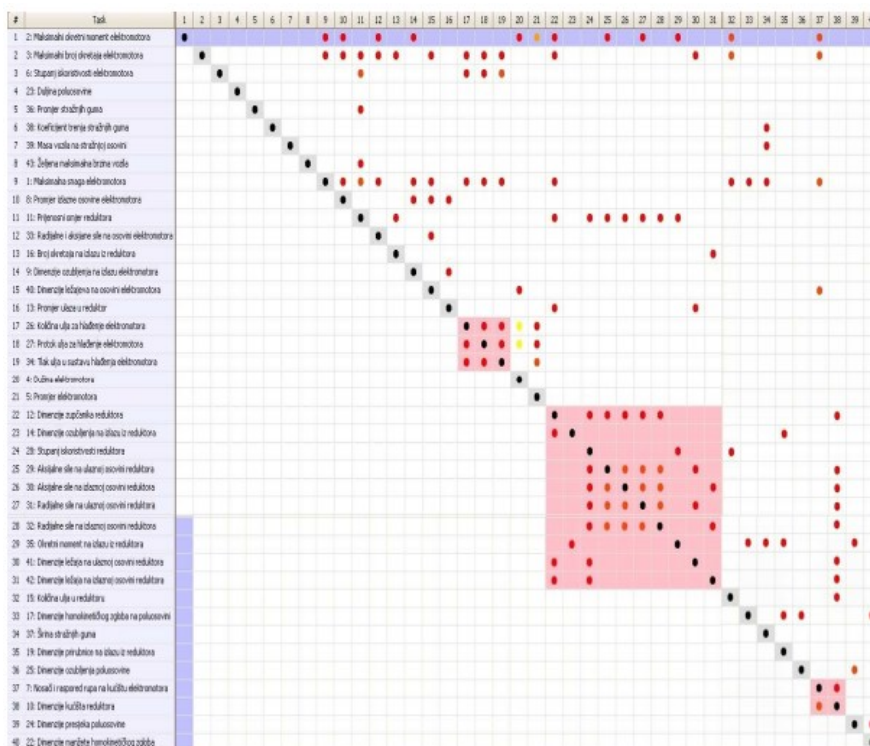 # Task 1 2 3 4 5 6 7 8 9 10 11 12 13 14 15 16 17 18 19 20 21 22 23 24 25 26 27 28 29 30 31 32 33 34 35 36 37 38 39
1 2: Maksimalni okretni moment elektromotora
2 3: Maksimalni broj okretaja elektromotora
3 6: Stupanj iskoristivosti elektromotora
4 23: Duljina poluosovine
5 36: Promjer stražnjih guma
6 38: Koeficijent trenja stražnjih guma
7 39: Masa vozila na stražnjoj osovini
8 43: Željena maksimalna brzina vozila
9 1: Maksimalna snaga elektromotora
10 8: Promjer izlazne osovine elektromotora
11 11: Prijenosni omjer reduktora
12 33: Radijalne i aksijalne sile na osovini elektromotora
13 16: Broj okretaja na izlazu iz reduktora
14 9: Dimenzije ozubljenja na izlazu elektromotora
15 40: Dimenzije ležajeva na osovini elektromotora
16 13: Promjer ulaza u reduktor
17 26: Količina ulja za hlađenje elektromotora
18 27: Protok ulja za hlađenje elektromotora
19 34: Tlak ulja u sustavu hlađenja elektromotora
20 4: Dužina elektromotora
21 5: Promjer elektromotora
22 12: Dimenzije zupčanika reduktora
23 14: Dimenzije ozubljenja na izlazu iz reduktora
24 28: Stupanj iskoristivosti reduktora
25 29: Aksijalne sile na ulaznoj osovini reduktora
26 30: Aksijalne sile na izlaznoj osovini reduktora
27 31: Radijalne sile na ulaznoj osovini reduktora
28 32: Radijalne sile na izlaznoj osovini reduktora
29 35: Okretni moment na izlazu iz reduktora
30 41: Dimenzije ležaja na ulaznoj osovini reduktora
31 42: Dimenzije ležaja na izlaznoj osovini reduktora
32 15: Količina ulja u reduktoru
33 17: Dimenzije homokinetičkog zgloba na poluosovini
34 37: Širina stražnjih guma
35 19: Dimenzije prirubnice na izlazu iz reduktora
36 25: Dimenzije ozubljenja poluosovine
37 7: Nosači i raspored rupa na kućištu elektromotora
38 10: Dimenzije kućišta reduktora
39 24: Dimenzije presjeka poluosovine
40 22: Dimenzije manžete homokinetičkog zgloba